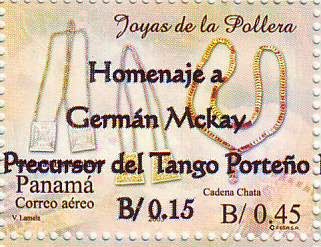 Joyas de la Pollera
Homenaje a
Germán Mckay
Precursor del Tango Porteño
Panamá
Correo aéreo
V. Lamela
Cadena Chata
B/ 0.15
B/ 0.45